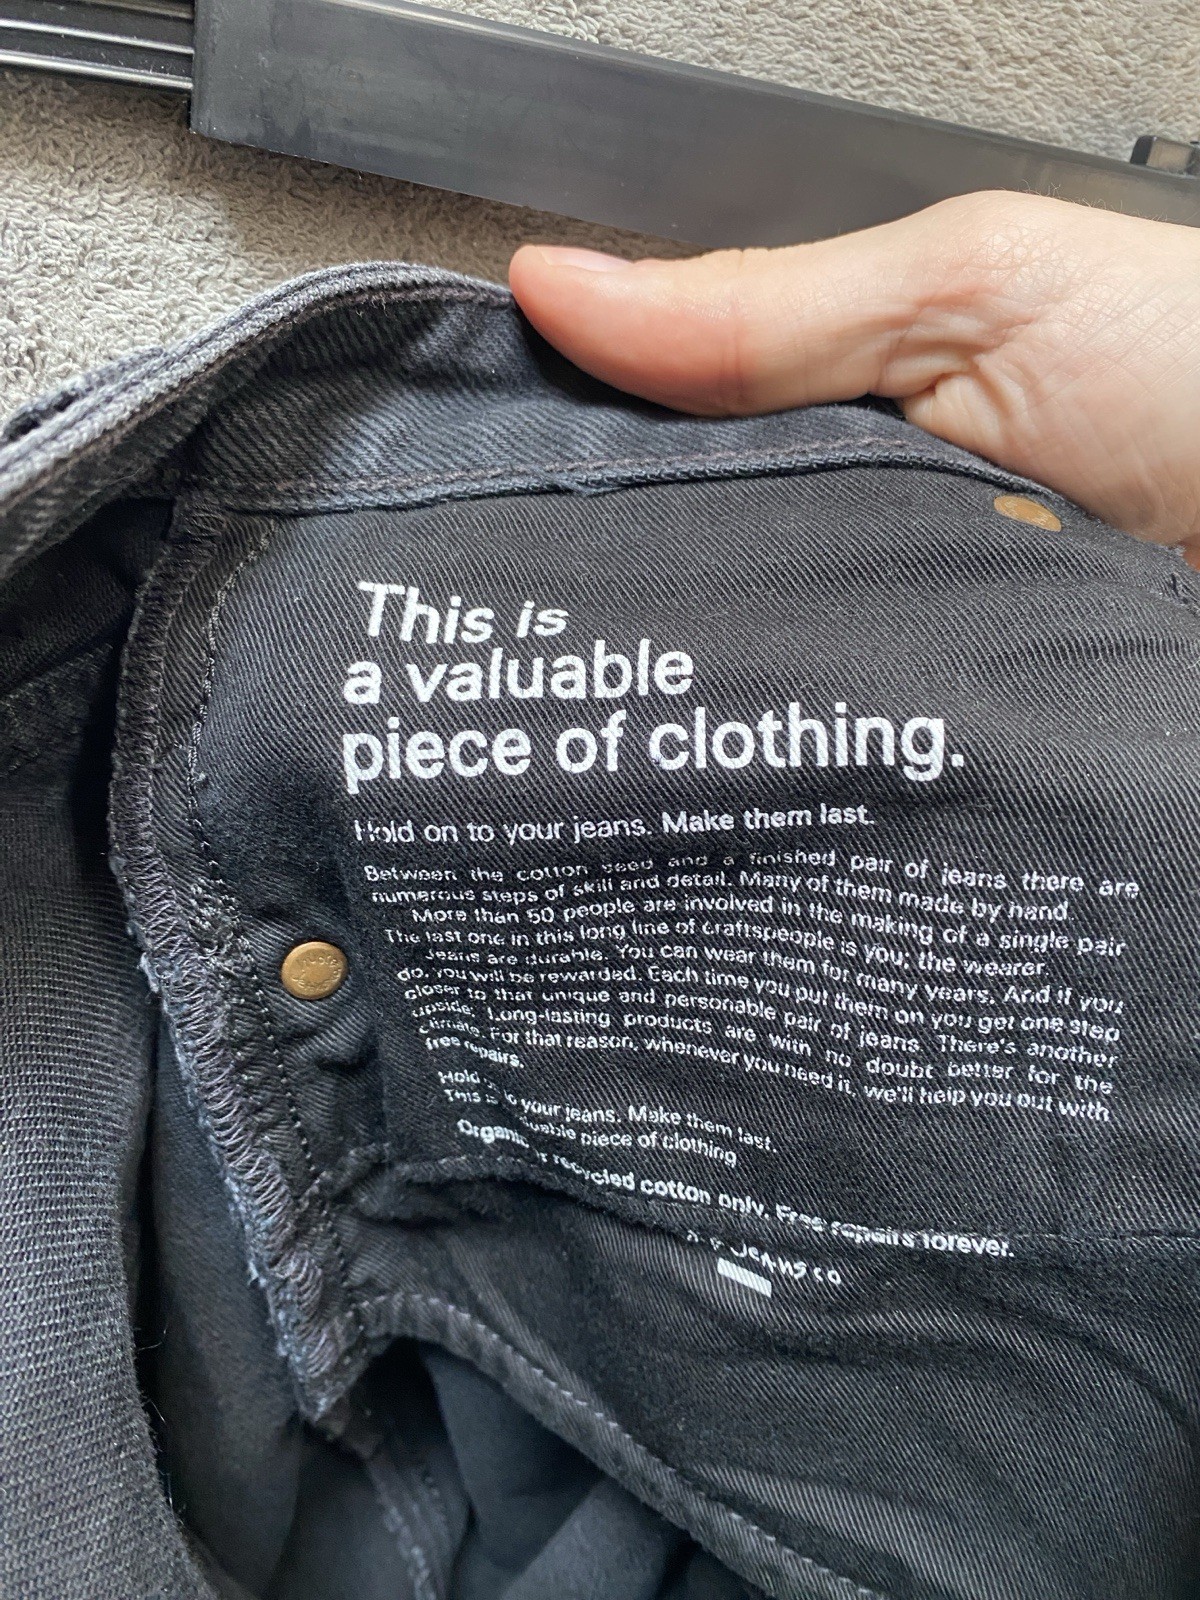 This is
a valuable
piece of clothing.
Hold on to your jeans. Make them last.
Between the cotton seed and a finished pair of jeans there are
numerous steps of skill and detail. Many of them made by hand.
More than 50 people are involved in the making of a single pair
The last one in this long line of craftspeople is you; the wearer.
Jeans are durable. You can wear them for many years. And if you
do, you will be rewarded. Each time you put them on you get one step
closer to that unique and personable pair of jeans. There's another
upside: Long-lasting products are with no doubt better for the
climate. For that reason, whenever you need it, we'll help you out with
free repairs.
Hold to your jeans. Make them last.
This is piece of clothing
Organic recycled cotton only. Free repairs forever.
JEANS CO